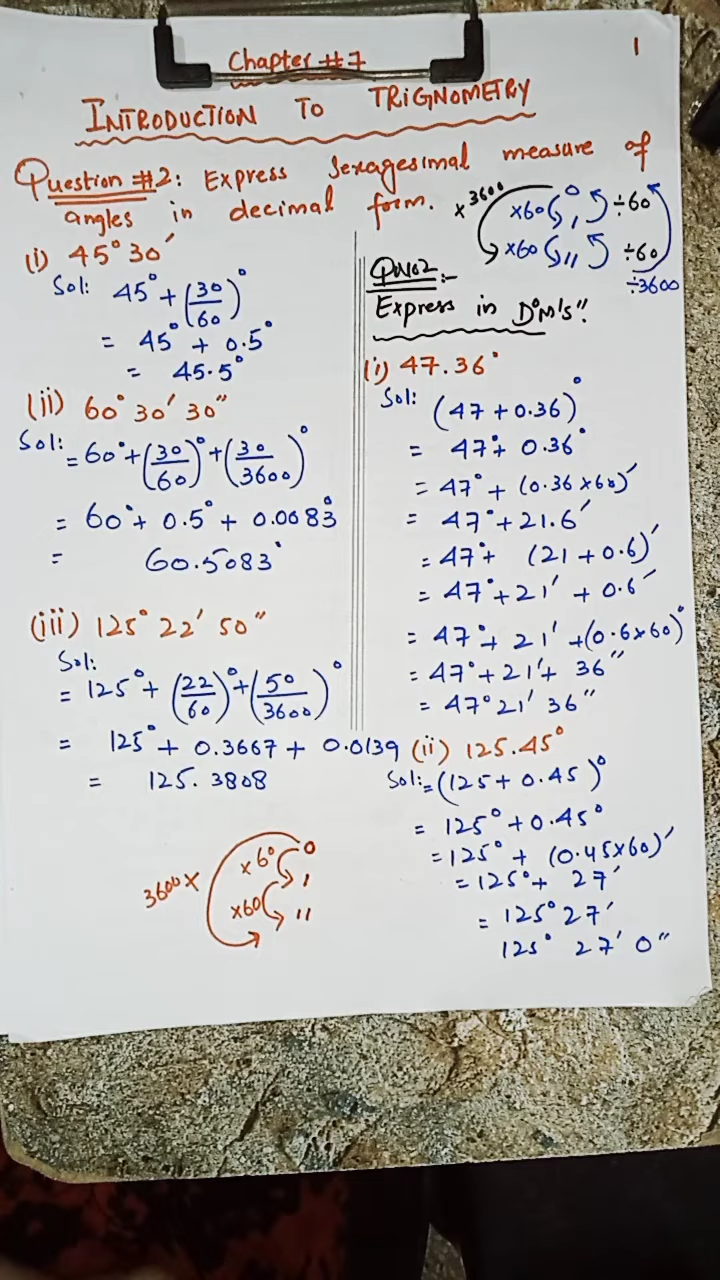 Chapter #7
1
INTRODUCTION TO TRIGNOMETRY
Question #2: Express Sexagesimal measure of
angles in decimal form.
×3600
×60 ° ÷60
′
×60 ″ ÷60
÷3600
(i) 45° 30′
Sol: 45° + (30/60)°
= 45° + 0.5°
= 45.5°
(ii) 60° 30′ 30″
Sol: = 60° + (30/60)° + (30/3600)°
= 60° + 0.5° + 0.0083°
= 60.5083°
(iii) 125° 22′ 50″
Sol:
= 125° + (22/60)° + (50/3600)°
= 125° + 0.3667 + 0.0139
= 125.3808
3600×
×60 °
′
×60 ″
QNo2:-
Express in D°M′S″.
(i) 47.36°
Sol: (47 + 0.36)°
= 47° + 0.36°
= 47° + (0.36×60)′
= 47° + 21.6′
= 47° + (21 + 0.6)′
= 47° + 21′ + 0.6′
= 47° + 21′ + (0.6×60)°
= 47° + 21′ + 36″
= 47° 21′ 36″
(ii) 125.45°
Sol: = (125 + 0.45)°
= 125° + 0.45°
= 125° + (0.45×60)′
= 125° + 27′
= 125° 27′
125° 27′ 0″